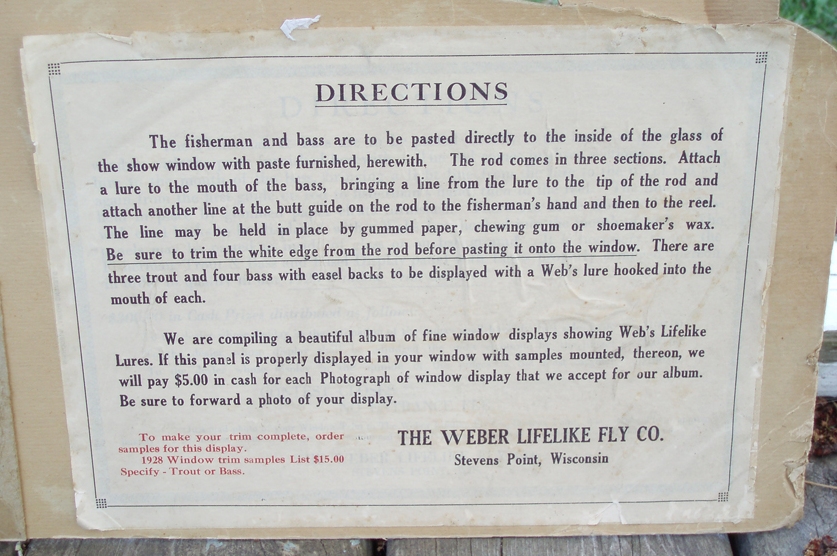 DIRECTIONS
The fisherman and bass are to be pasted directly to the inside of the glass of
the show window with paste furnished, herewith. The rod comes in three sections. Attach
a lure to the mouth of the bass, bringing a line from the lure to the tip of the rod and
attach another line at the butt guide on the rod to the fisherman's hand and then to the reel.
The line may be held in place by gummed paper, chewing gum or shoemaker's wax.
Be sure to trim the white edge from the rod before pasting it onto the window. There are
three trout and four bass with easel backs to be displayed with a Web's lure hooked into the
mouth of each.
We are compiling a beautiful album of fine window displays showing Web's Lifelike
Lures. If this panel is properly displayed in your window with samples mounted, thereon, we
will pay $5.00 in cash for each Photograph of window display that we accept for our album.
Be sure to forward a photo of your display.
To make your trim complete, order
samples for this display.
1928 Window trim samples List $15.00
Specify - Trout or Bass.
THE WEBER LIFELIKE FLY CO.
Stevens Point, Wisconsin